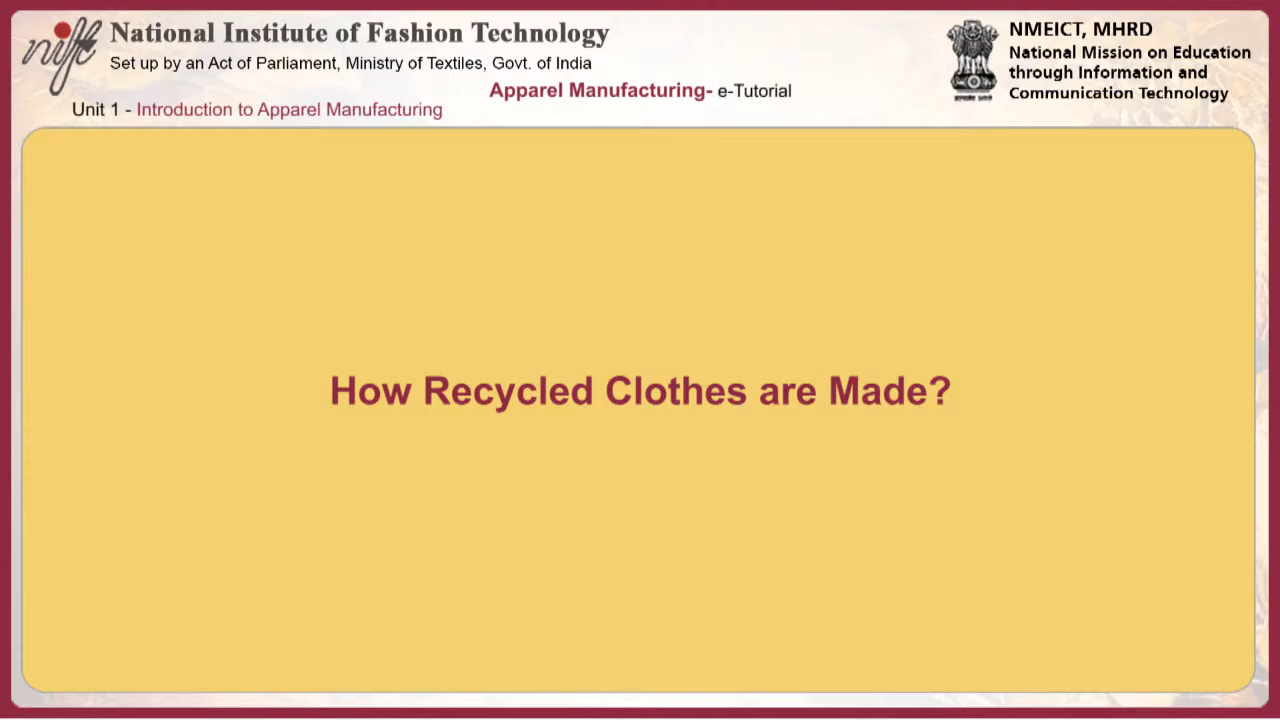 nift
National Institute of Fashion Technology
Set up by an Act of Parliament, Ministry of Textiles, Govt. of India
Apparel Manufacturing- e-Tutorial
Unit 1 - Introduction to Apparel Manufacturing
NMEICT, MHRD
National Mission on Education
through Information and
Communication Technology
How Recycled Clothes are Made?